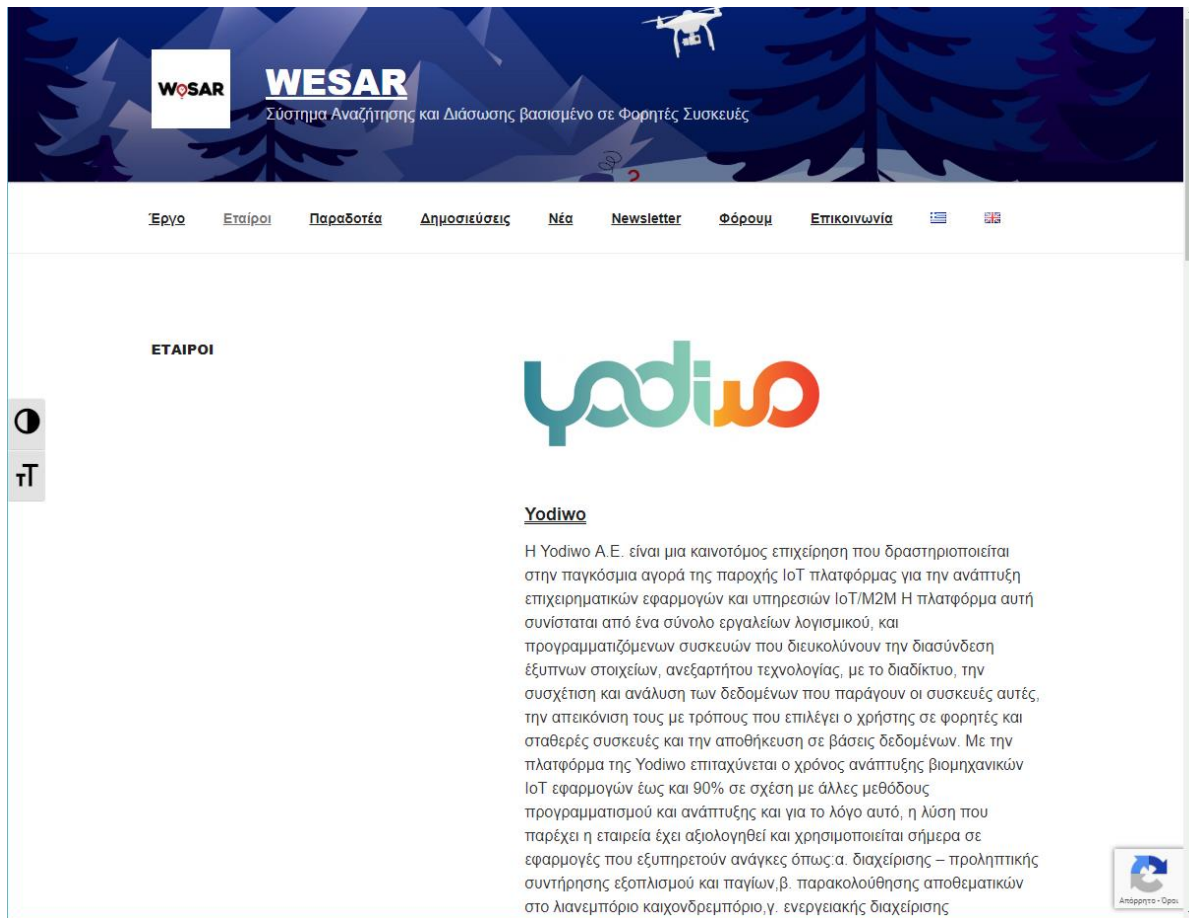 WOSAR
WESAR
Σύστημα Αναζήτησης και Διάσωσης βασισμένο σε Φορητές Συσκευές
?
Έργο Εταίροι Παραδοτέα Δημοσιεύσεις Νέα Newsletter Φόρουμ Επικοινωνία
ΕΤΑΙΡΟΙ
yodiwo
Yodiwo
Η Yodiwo Α.Ε. είναι μια καινοτόμος επιχείρηση που δραστηριοποιείται
στην παγκόσμια αγορά της παροχής IoT πλατφόρμας για την ανάπτυξη
επιχειρηματικών εφαρμογών και υπηρεσιών IoT/M2M Η πλατφόρμα αυτή
συνίσταται από ένα σύνολο εργαλείων λογισμικού, και
προγραμματιζόμενων συσκευών που διευκολύνουν την διασύνδεση
έξυπνων στοιχείων, ανεξαρτήτου τεχνολογίας, με το διαδίκτυο, την
συσχέτιση και ανάλυση των δεδομένων που παράγουν οι συσκευές αυτές,
την απεικόνιση τους με τρόπους που επιλέγει ο χρήστης σε φορητές και
σταθερές συσκευές και την αποθήκευση σε βάσεις δεδομένων. Με την
πλατφόρμα της Yodiwo επιταχύνεται ο χρόνος ανάπτυξης βιομηχανικών
IoT εφαρμογών έως και 90% σε σχέση με άλλες μεθόδους
προγραμματισμού και ανάπτυξης και για το λόγο αυτό, η λύση που
παρέχει η εταιρεία έχει αξιολογηθεί και χρησιμοποιείται σήμερα σε
εφαρμογές που εξυπηρετούν ανάγκες όπως:α. διαχείρισης – προληπτικής
συντήρησης εξοπλισμού και παγίων,β. παρακολούθησης αποθεματικών
στο λιανεμπόριο καιχονδρεμπόριο,γ. ενεργειακής διαχείρισης
TT
Απόρρητο - Όροι